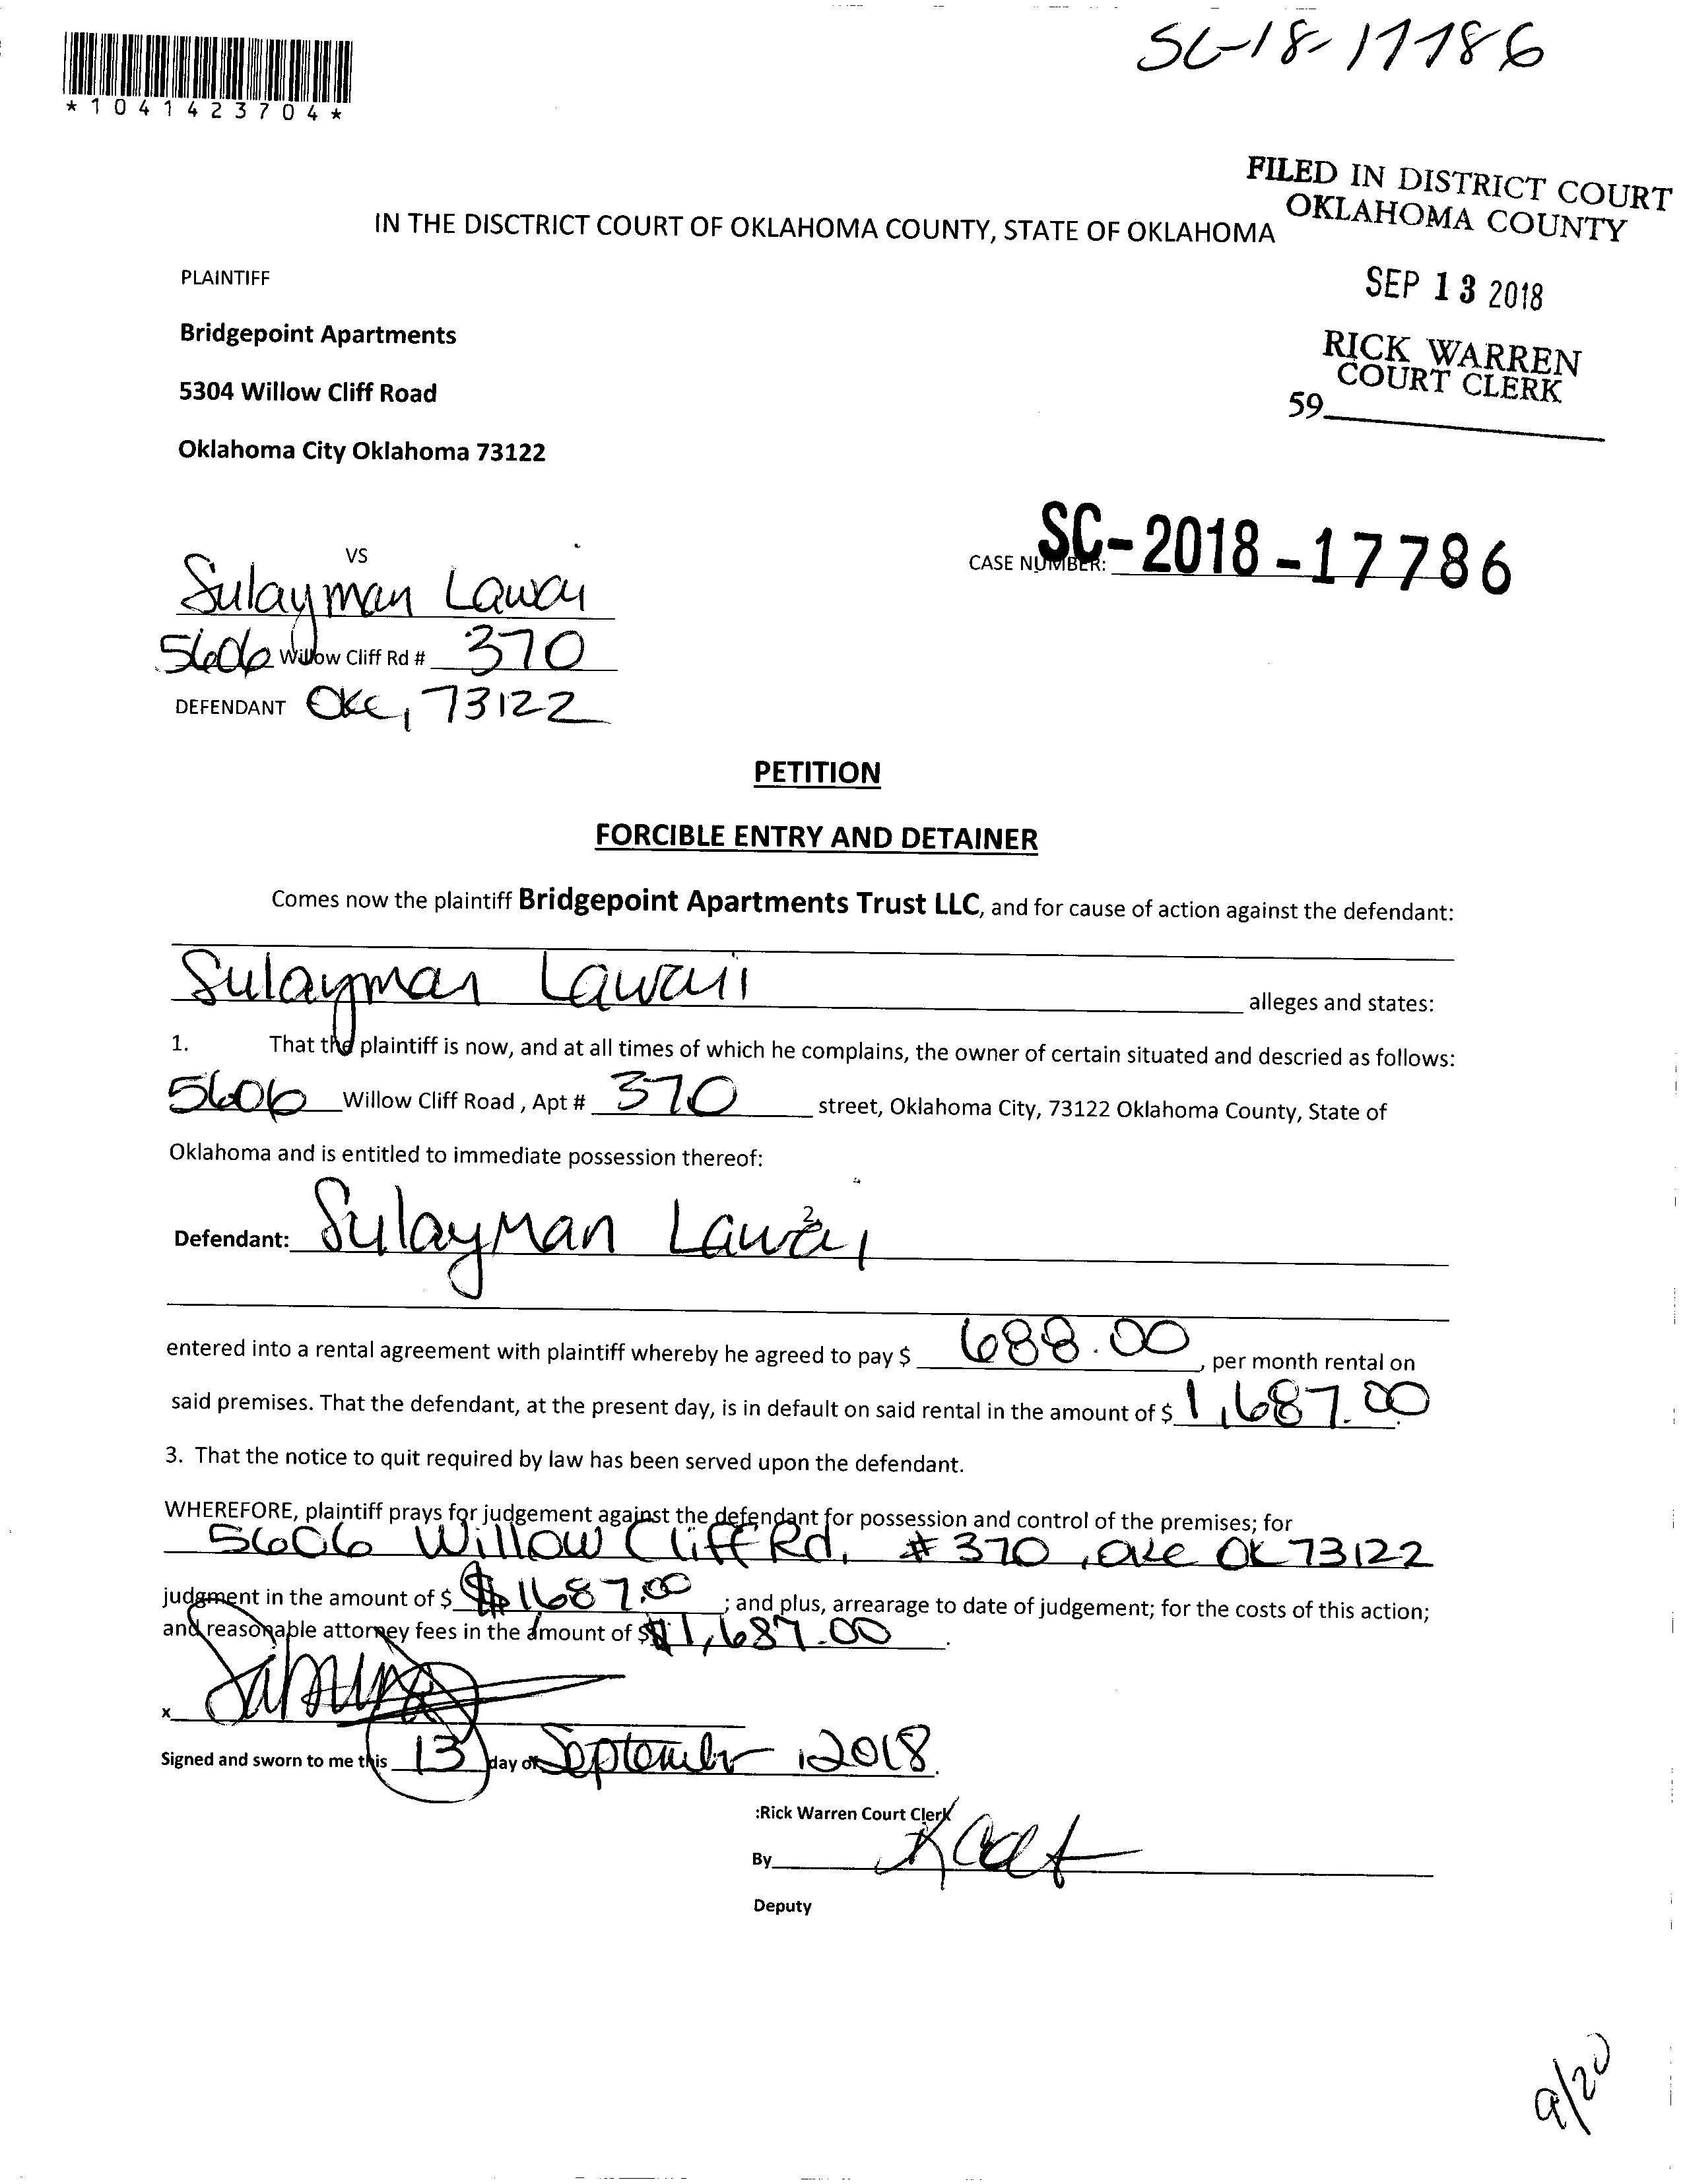 SC-18-17786
*1041423704*
FILED IN DISTRICT COURT
OKLAHOMA COUNTY
IN THE DISCTRICT COURT OF OKLAHOMA COUNTY, STATE OF OKLAHOMA
PLAINTIFF
SEP 13 2018
Bridgepoint Apartments
RICK WARREN
COURT CLERK
5304 Willow Cliff Road
59
Oklahoma City Oklahoma 73122
VS
CASE NUMBER: SC-2018-17786
Sulayman Lawai
5606 Willow Cliff Rd # 370
DEFENDANT OKC, 73122
PETITION
FORCIBLE ENTRY AND DETAINER
Comes now the plaintiff Bridgepoint Apartments Trust LLC, and for cause of action against the defendant:
Sulayman alleges and states:
1. That the plaintiff is now, and at all times of which he complains, the owner of certain situated and descried as follows:
5606 Willow Cliff Road , Apt # 370 street, Oklahoma City, 73122 Oklahoma County, State of
Oklahoma and is entitled to immediate possession thereof:
Defendant: Sulayman Lawai
entered into a rental agreement with plaintiff whereby he agreed to pay $ 688.00, per month rental on
said premises. That the defendant, at the present day, is in default on said rental in the amount of $ 1,687.00.
3. That the notice to quit required by law has been served upon the defendant.
WHEREFORE, plaintiff prays for judgement against the defendant for possession and control of the premises; for
5606 Willow Cliff Rd. # 370, OKC OK 73122
judgment in the amount of $ $1687.00 ; and plus, arrearage to date of judgement; for the costs of this action;
and reasonable attorney fees in the amount of $ $1,687.00.
x
Signed and sworn to me this 13 day of September, 2018.
:Rick Warren Court Clerk
By
Deputy
9/20